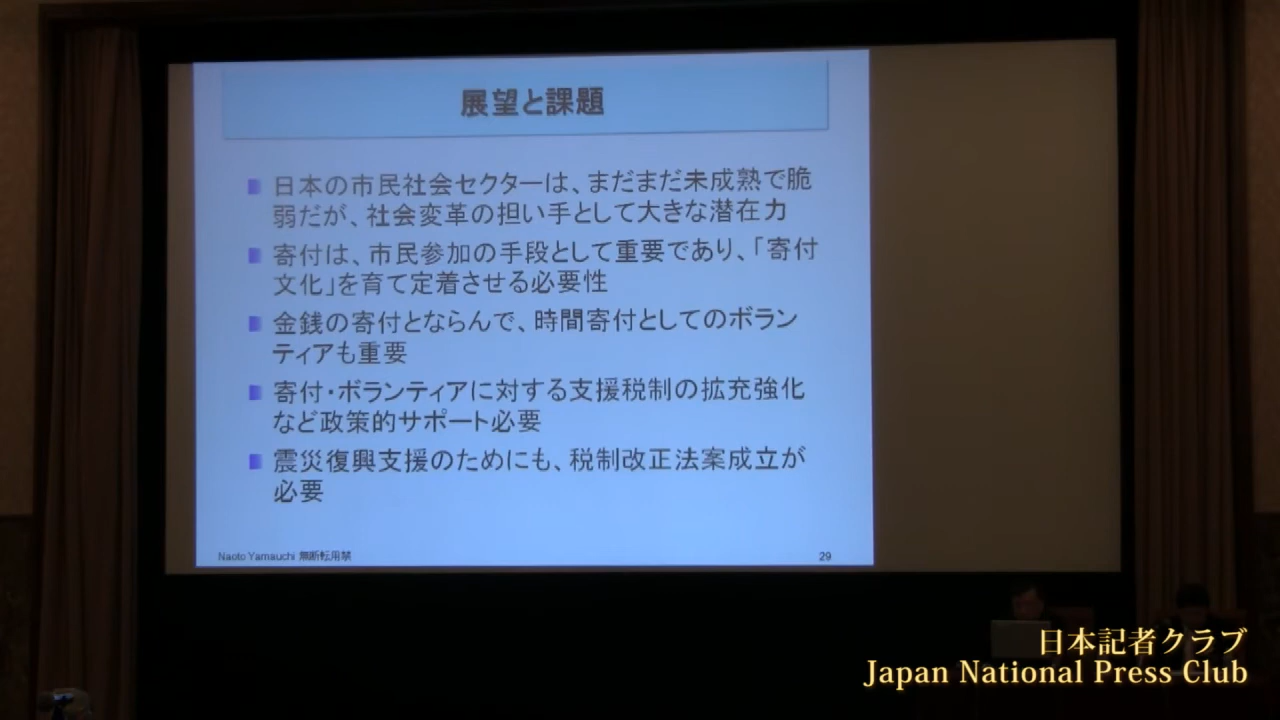 展望と課題
日本の市民社会セクターは、まだまだ未成熟で脆
弱だが、社会変革の担い手として大きな潜在力
寄付は、市民参加の手段として重要であり、「寄付
文化」を育て定着させる必要性
金銭の寄付とならんで、時間寄付としてのボラン
ティアも重要
寄付・ボランティアに対する支援税制の拡充強化
など政策的サポート必要
震災復興支援のためにも、税制改正法案成立が
必要
Naoto Yamauchi 無断転用禁
29
日本記者クラブ
Japan National Press Club